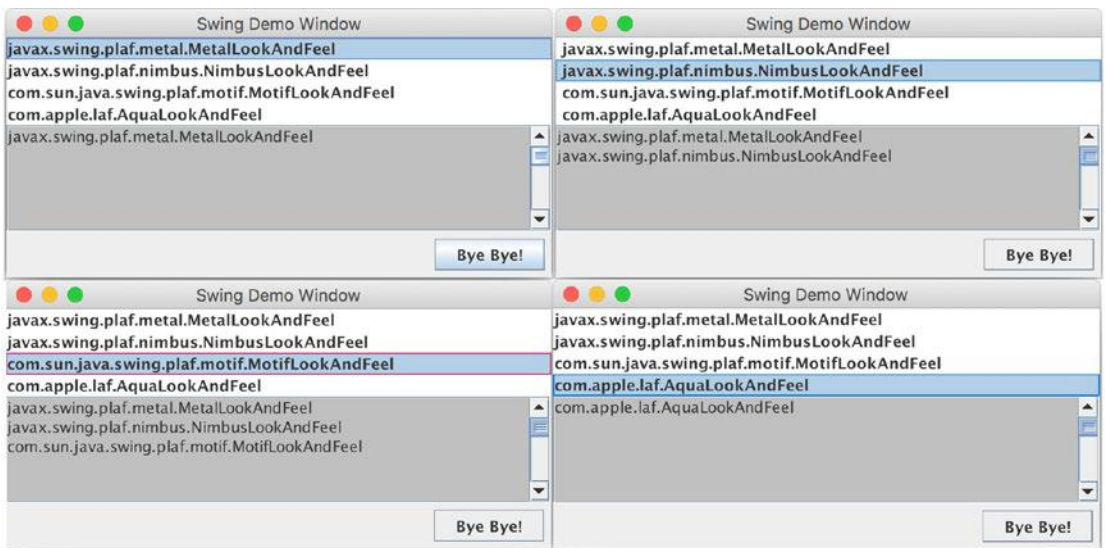 Swing Demo Window
javax.swing.plaf.metal.MetalLookAndFeel
javax.swing.plaf.nimbus.NimbusLookAndFeel
com.sun.java.swing.plaf.motif.MotifLookAndFeel
com.apple.laf.AquaLookAndFeel
javax.swing.plaf.metal.MetalLookAndFeel
Bye Bye!
Swing Demo Window
javax.swing.plaf.metal.MetalLookAndFeel
javax.swing.plaf.nimbus.NimbusLookAndFeel
com.sun.java.swing.plaf.motif.MotifLookAndFeel
com.apple.laf.AquaLookAndFeel
javax.swing.plaf.metal.MetalLookAndFeel
javax.swing.plaf.nimbus.NimbusLookAndFeel
Bye Bye!
Swing Demo Window
javax.swing.plaf.metal.MetalLookAndFeel
javax.swing.plaf.nimbus.NimbusLookAndFeel
com.sun.java.swing.plaf.motif.MotifLookAndFeel
com.apple.laf.AquaLookAndFeel
javax.swing.plaf.metal.MetalLookAndFeel
javax.swing.plaf.nimbus.NimbusLookAndFeel
com.sun.java.swing.plaf.motif.MotifLookAndFeel
Bye Bye!
Swing Demo Window
javax.swing.plaf.metal.MetalLookAndFeel
javax.swing.plaf.nimbus.NimbusLookAndFeel
com.sun.java.swing.plaf.motif.MotifLookAndFeel
com.apple.laf.AquaLookAndFeel
com.apple.laf.AquaLookAndFeel
Bye Bye!